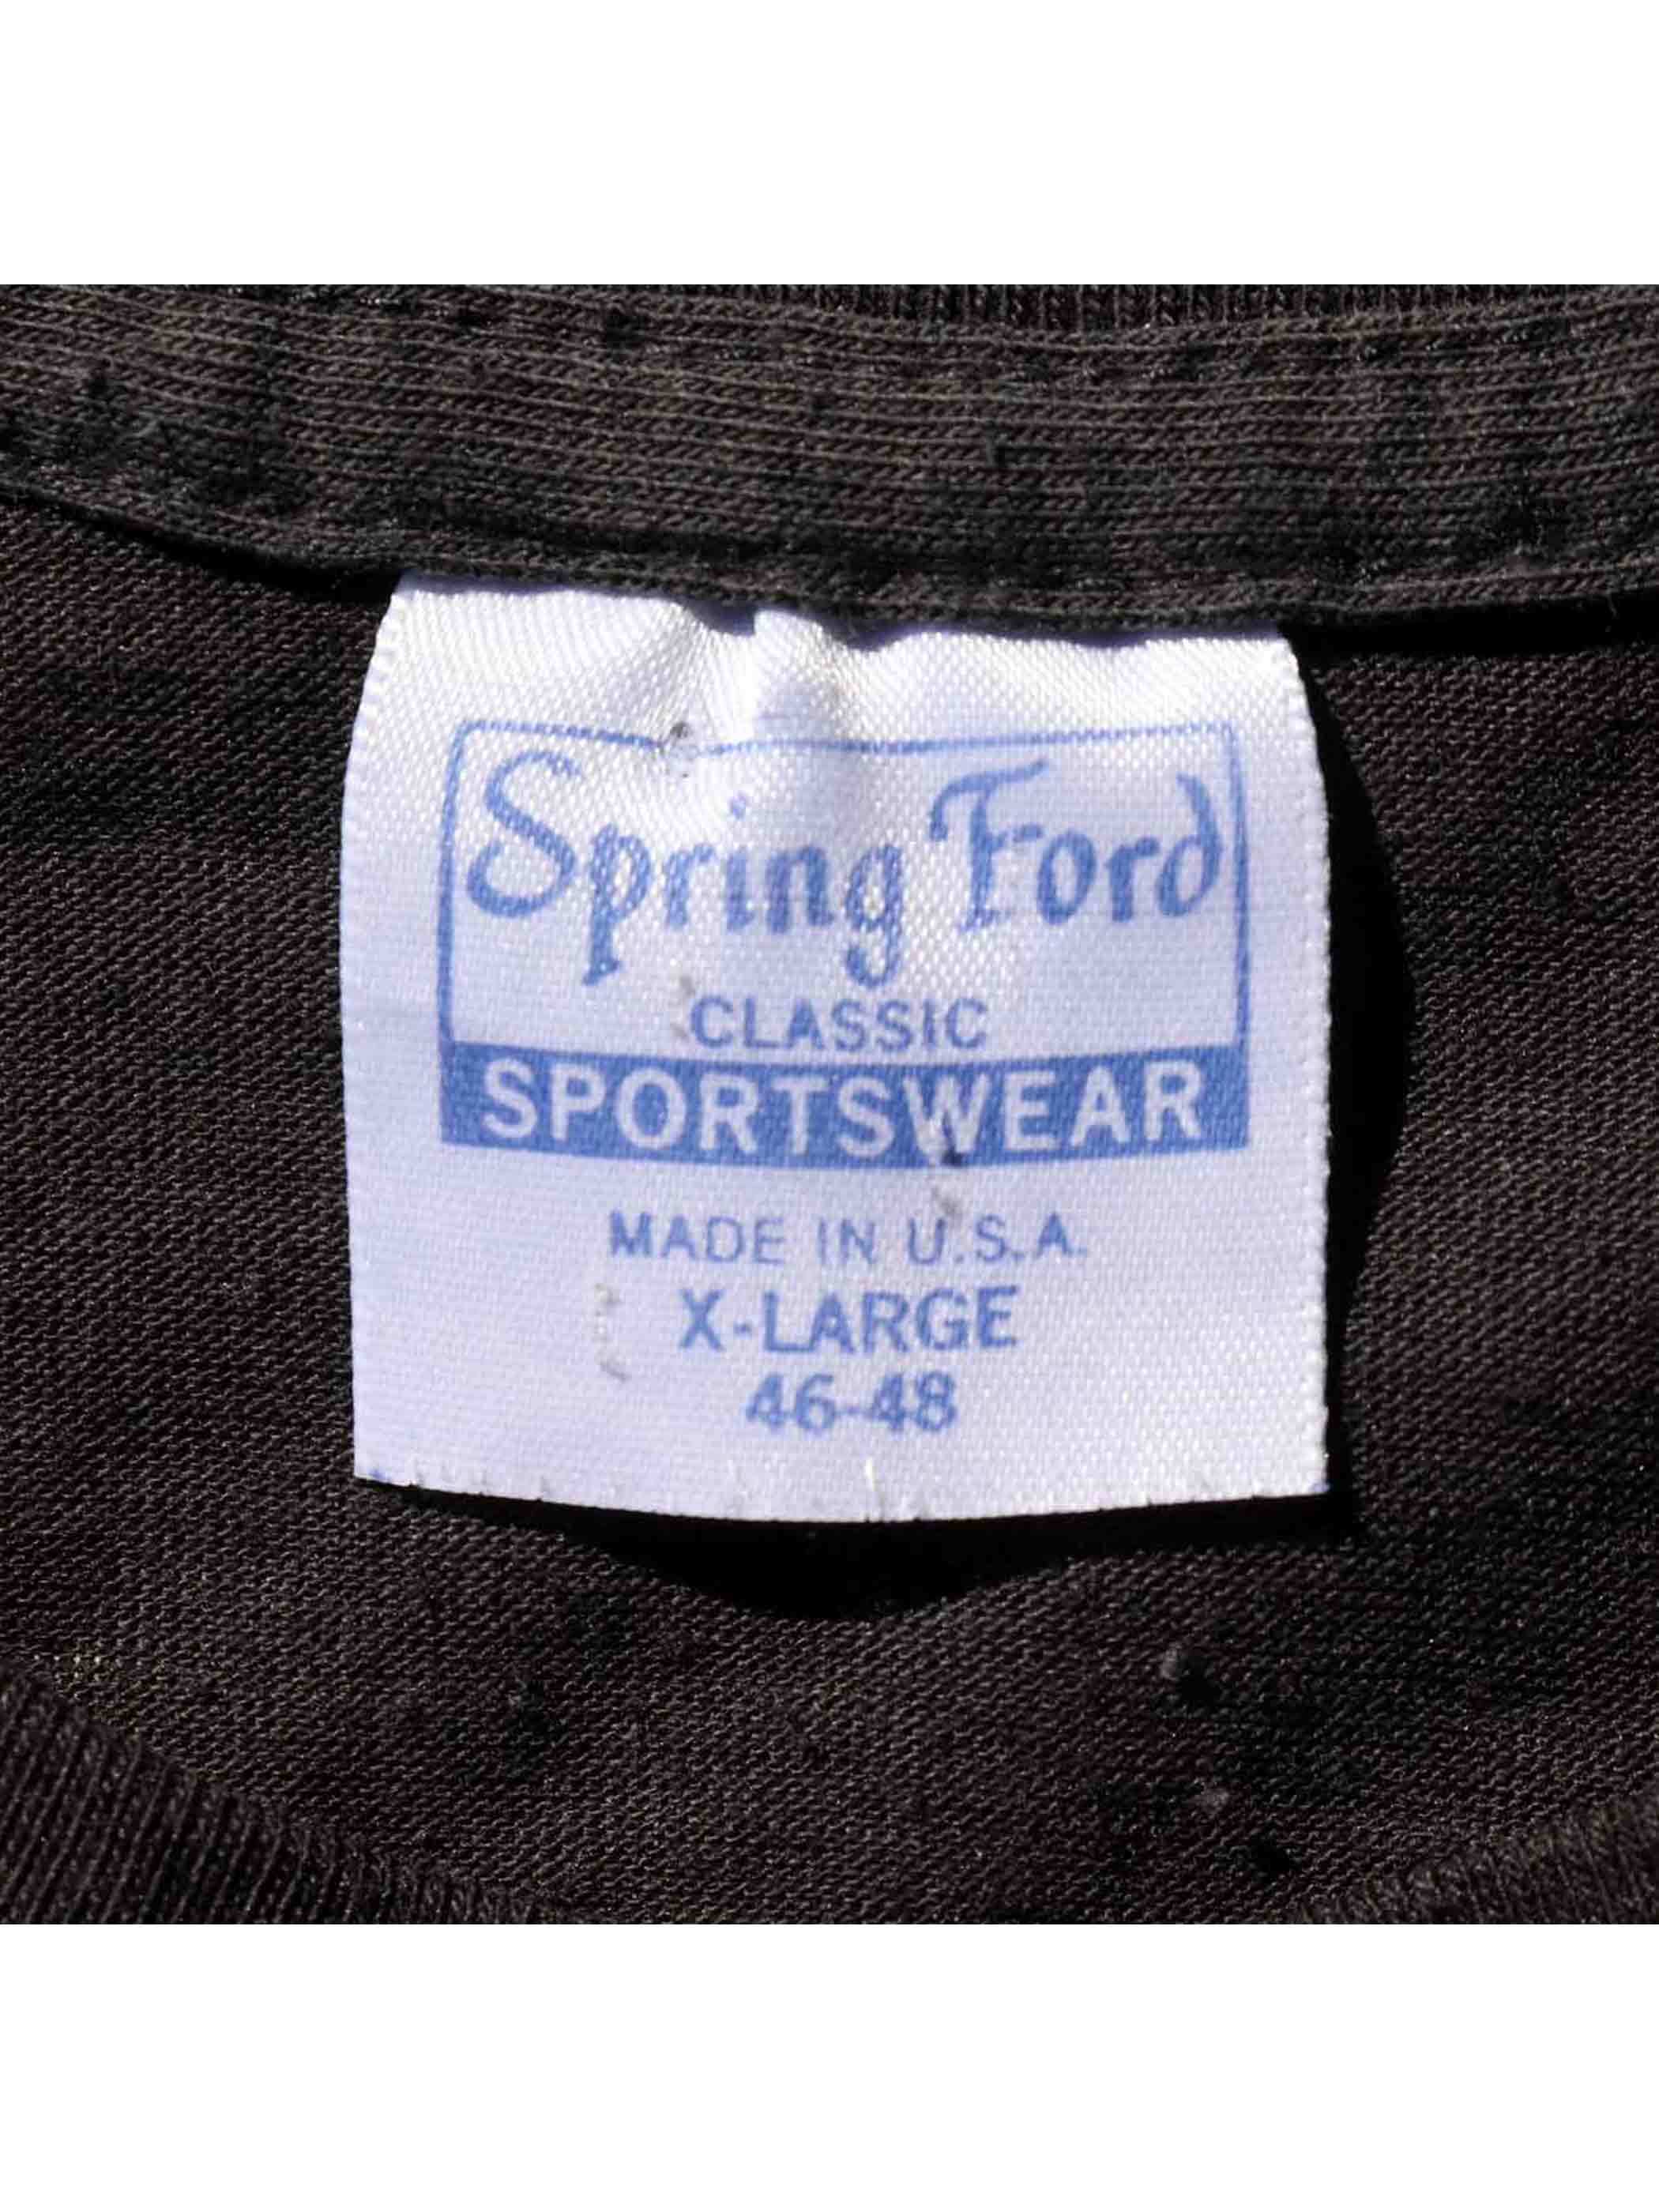 Spring Ford
CLASSIC
SPORTSWEAR
MADE IN U.S.A.
X-LARGE
46-48